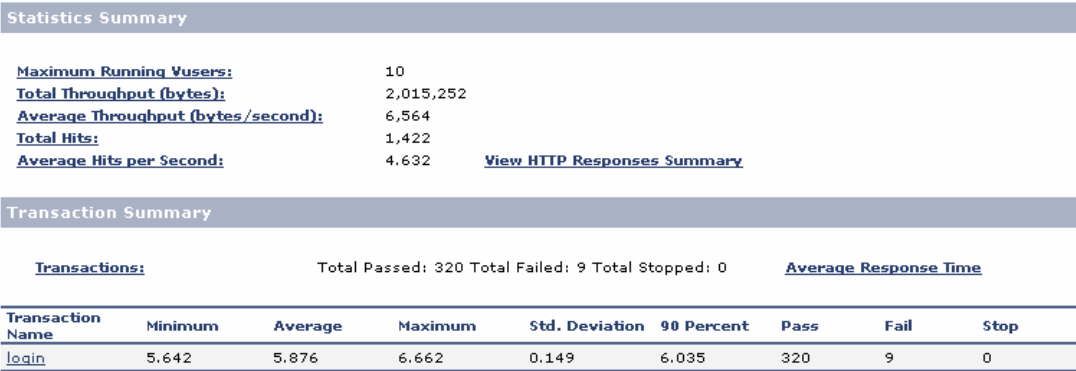 Statistics Summary
Maximum Running Vusers: 10
Total Throughput (bytes): 2,015,252
Average Throughput (bytes/second): 6,564
Total Hits: 1,422
Average Hits per Second: 4.632 View HTTP Responses Summary
Transaction Summary
Transactions: Total Passed: 320 Total Failed: 9 Total Stopped: 0 Average Response Time
Transaction Name Minimum Average Maximum Std. Deviation 90 Percent Pass Fail Stop
login 5.642 5.876 6.662 0.149 6.035 320 9 0